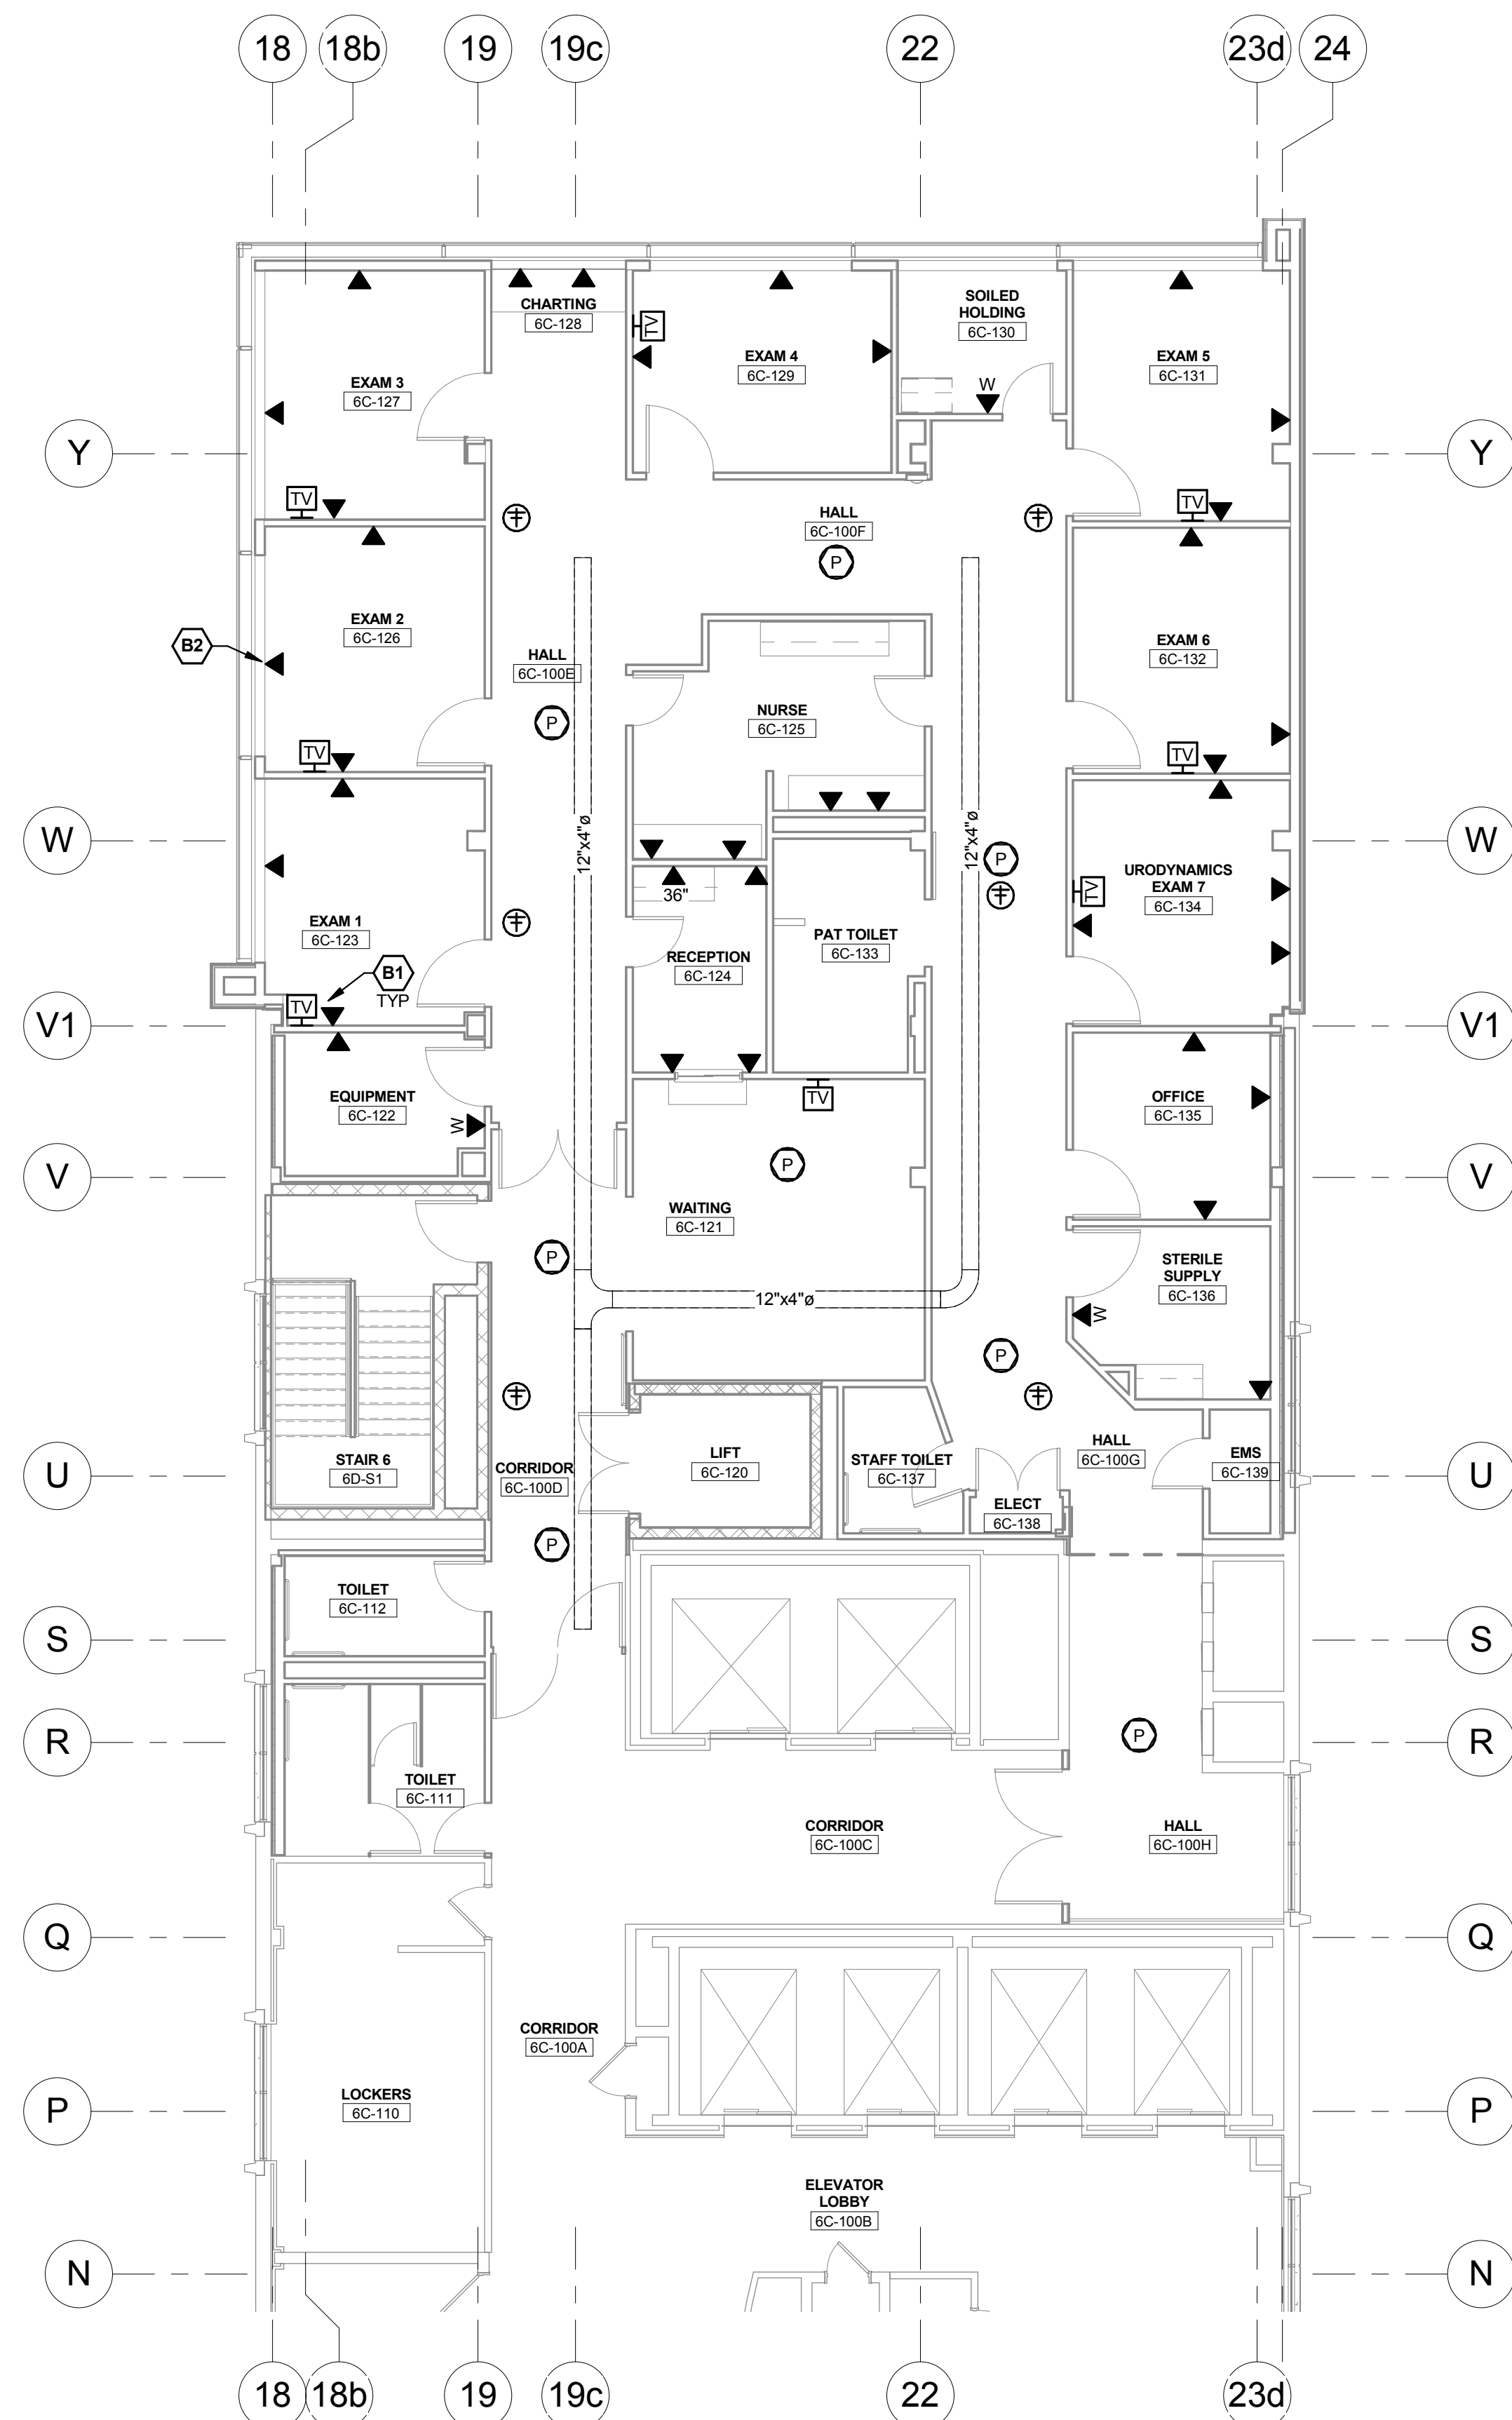 18
18b
19
19c
22
23d
24
CHARTING
6C-128
TV
SOILED
HOLDING
6C-130
W
EXAM 3
6C-127
EXAM 4
6C-129
EXAM 5
6C-131
Y
Y
TV
TV
HALL
6C-100F
P
EXAM 2
6C-126
B2
HALL
6C-100E
P
EXAM 6
6C-132
NURSE
6C-125
TV
TV
W
W
12"x4"ø
12"x4"ø
P
36"
URODYNAMICS
EXAM 7
6C-134
TV
EXAM 1
6C-123
RECEPTION
6C-124
PAT TOILET
6C-133
B1
TYP
TV
V1
V1
EQUIPMENT
6C-122
W
TV
OFFICE
6C-135
V
V
P
WAITING
6C-121
P
STERILE
SUPPLY
6C-136
W
12"x4"ø
P
STAIR 6
6D-S1
CORRIDOR
6C-100D
LIFT
6C-120
STAFF TOILET
6C-137
HALL
6C-100G
EMS
6C-139
U
U
ELECT
6C-138
P
TOILET
6C-112
S
S
R
R
P
TOILET
6C-111
CORRIDOR
6C-100C
HALL
6C-100H
Q
Q
CORRIDOR
6C-100A
LOCKERS
6C-110
P
P
ELEVATOR
LOBBY
6C-100B
N
N
18
18b
19
19c
22
23d